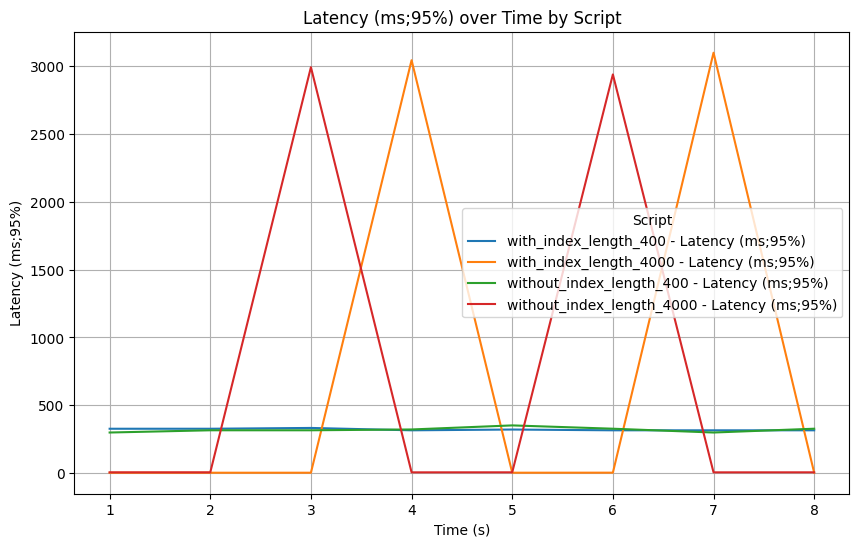 Latency (ms;95%) over Time by Script
3000
2500
2000
1500
1000
500
0
Latency (ms;95%)
Script
with_index_length_400 - Latency (ms;95%)
with_index_length_4000 - Latency (ms;95%)
without_index_length_400 - Latency (ms;95%)
without_index_length_4000 - Latency (ms;95%)
1 2 3 4 5 6 7 8
Time (s)